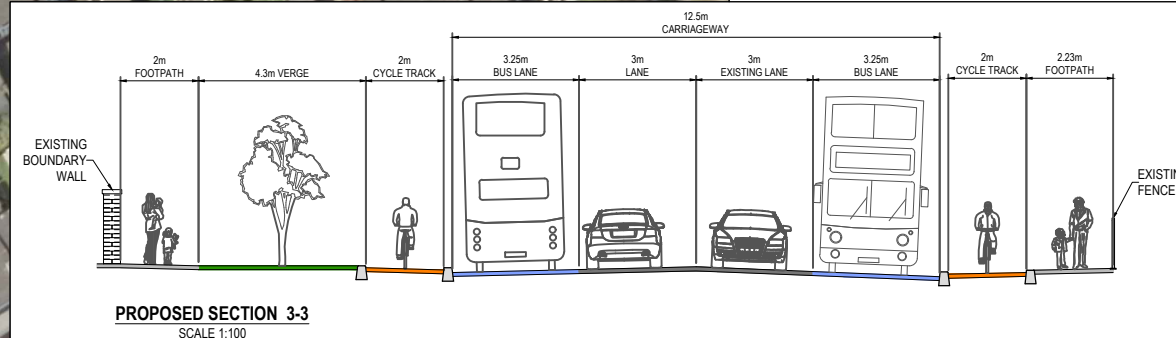 12.5m
CARRIAGEWAY
2m
FOOTPATH
4.3m VERGE
2m
CYCLE TRACK
3.25m
BUS LANE
3m
LANE
3m
EXISTING LANE
3.25m
BUS LANE
2m
CYCLE TRACK
2.23m
FOOTPATH
EXISTING
BOUNDARY
WALL
EXISTIN
FENCE
PROPOSED SECTION 3-3
SCALE 1:100